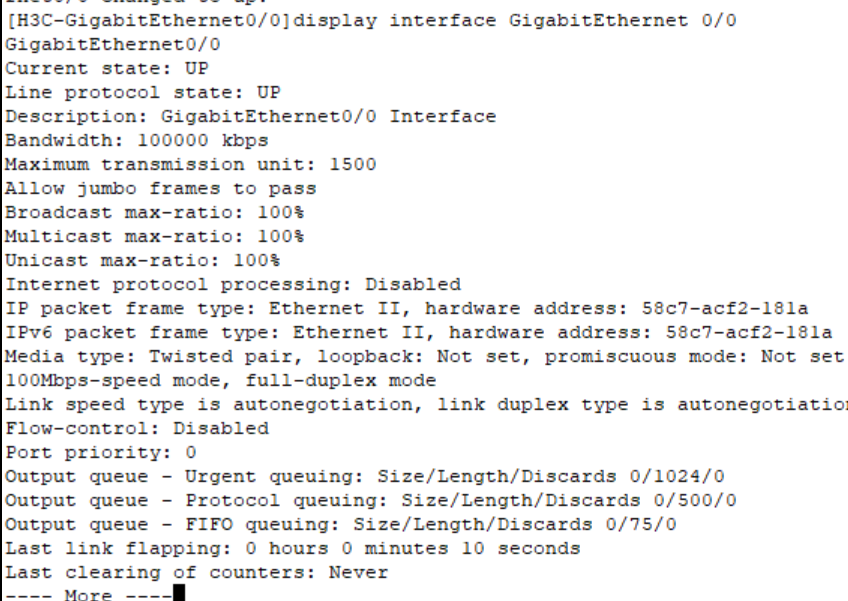 [H3C-GigabitEthernet0/0]display interface GigabitEthernet 0/0
GigabitEthernet0/0
Current state: UP
Line protocol state: UP
Description: GigabitEthernet0/0 Interface
Bandwidth: 100000 kbps
Maximum transmission unit: 1500
Allow jumbo frames to pass
Broadcast max-ratio: 100%
Multicast max-ratio: 100%
Unicast max-ratio: 100%
Internet protocol processing: Disabled
IP packet frame type: Ethernet II, hardware address: 58c7-acf2-181a
IPv6 packet frame type: Ethernet II, hardware address: 58c7-acf2-181a
Media type: Twisted pair, loopback: Not set, promiscuous mode: Not set
100Mbps-speed mode, full-duplex mode
Link speed type is autonegotiation, link duplex type is autonegotiation
Flow-control: Disabled
Port priority: 0
Output queue - Urgent queuing: Size/Length/Discards 0/1024/0
Output queue - Protocol queuing: Size/Length/Discards 0/500/0
Output queue - FIFO queuing: Size/Length/Discards 0/75/0
Last link flapping: 0 hours 0 minutes 10 seconds
Last clearing of counters: Never
---- More ----